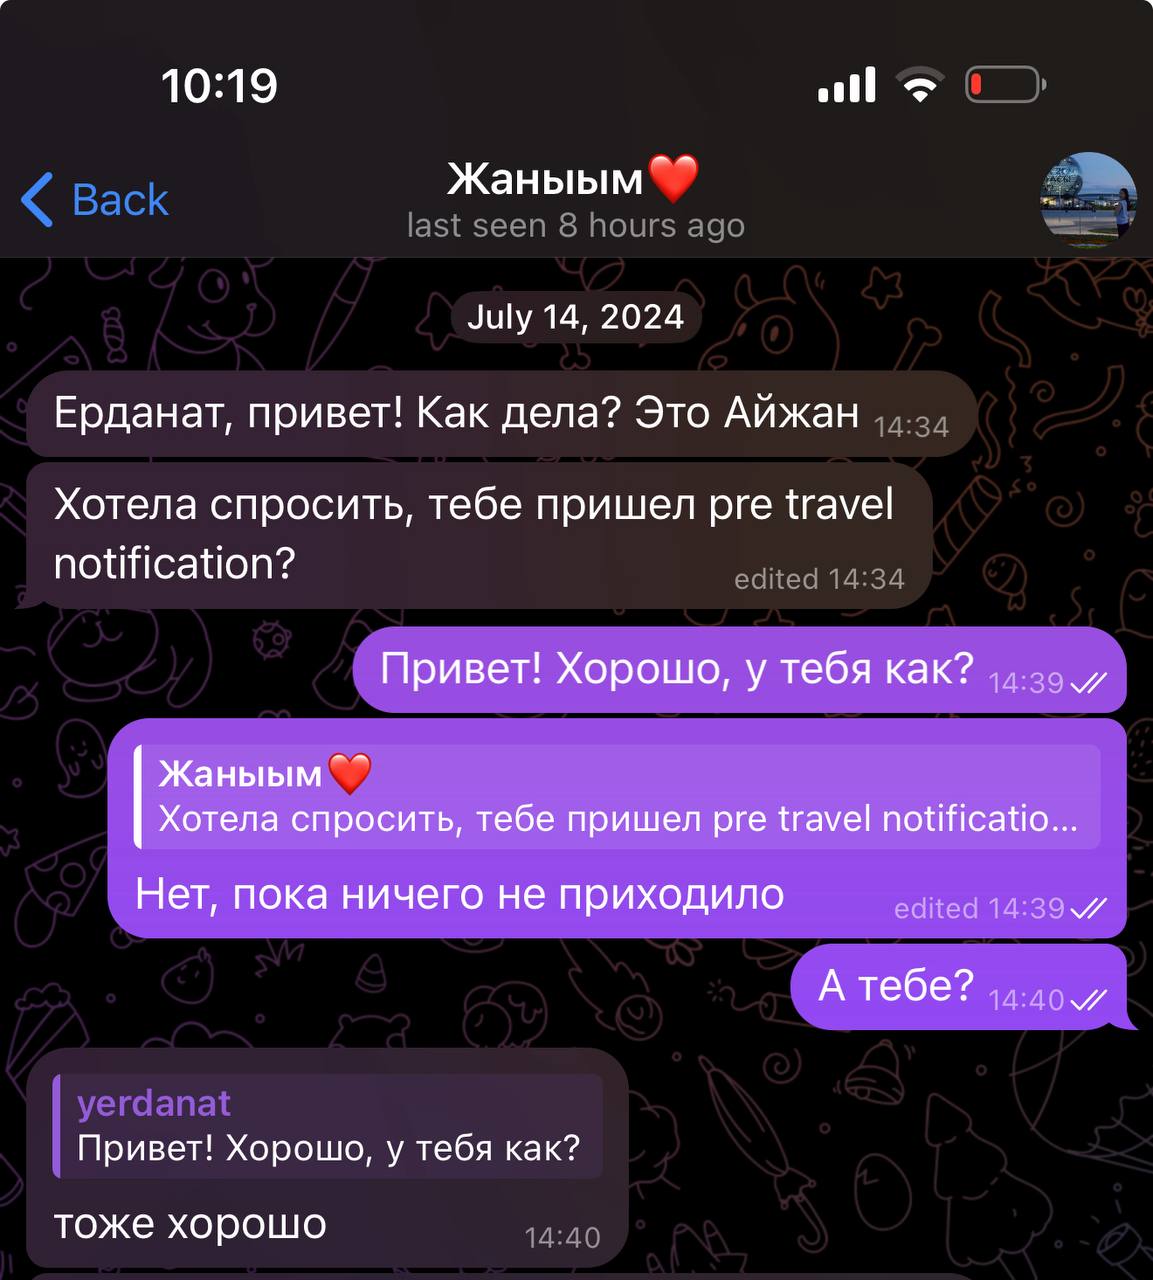 10:19
Back
Жаныым❤️
last seen 8 hours ago
July 14, 2024
Ерданат, привет! Как дела? Это Айжан 14:34
Хотела спросить, тебе пришел pre travel
notification?
edited 14:34
Привет! Хорошо, у тебя как? 14:39
Жаныым❤️
Хотела спросить, тебе пришел pre travel notificatio...
Нет, пока ничего не приходило edited 14:39
А тебе? 14:40
yerdanat
Привет! Хорошо, у тебя как?
тоже хорошо 14:40